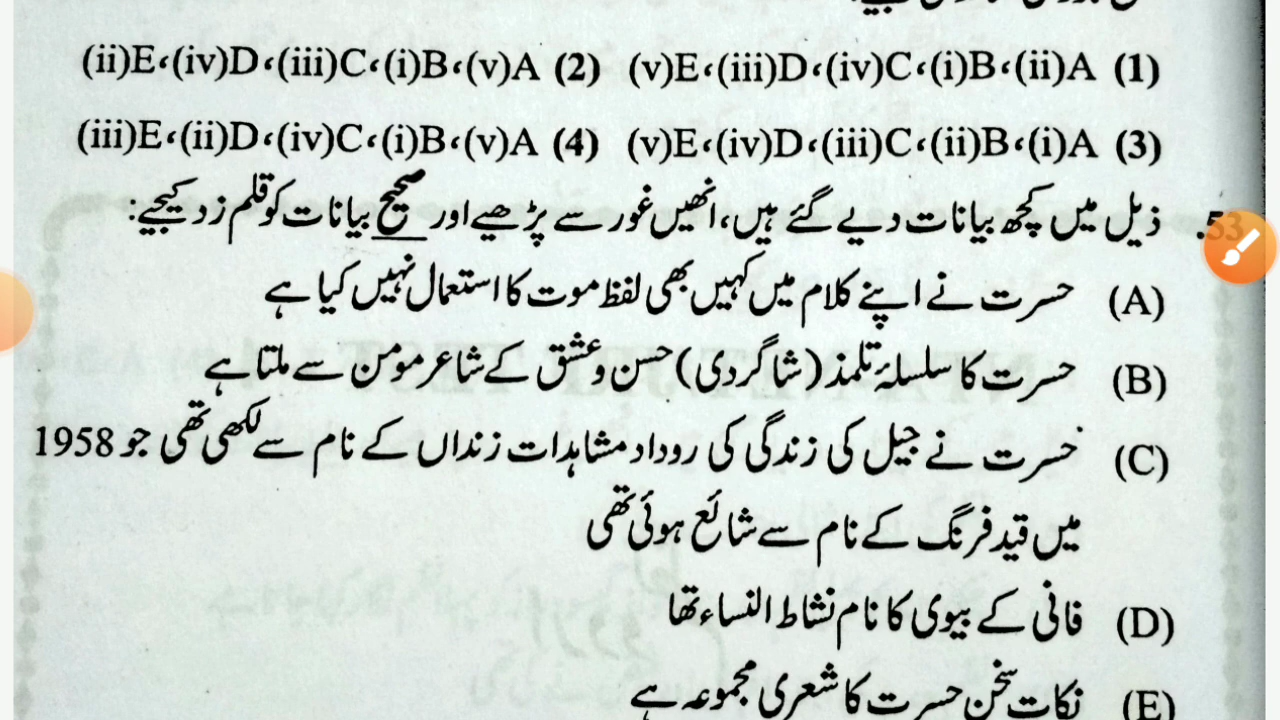 (1) A(ii)، B(i)، C(iv)، D(iii)، E(v) (2) A(v)، B(i)، C(iii)، D(iv)، E(ii)
(3) A(i)، B(ii)، C(iii)، D(iv)، E(v) (4) A(v)، B(i)، C(iv)، D(ii)، E(iii)
53. ذیل میں کچھ بیانات دیے گئے ہیں، انھیں غور سے پڑھیے اور صحیح بیانات کو قلم زد کیجیے:
(A) حسرت نے اپنے کلام میں کہیں بھی لفظ موت کا استعمال نہیں کیا ہے
(B) حسرت کا سلسلۂ تلمذ (شاگردی) حسن و عشق کے شاعر مومن سے ملتا ہے
(C) حسرت نے جیل کی زندگی کی روداد مشاہدات زنداں کے نام سے لکھی تھی جو 1958
میں قید فرنگ کے نام سے شائع ہوئی تھی
(D) فانی کے بیوی کا نام نشاط النساء تھا
(E) نکات سخن حسرت کا شعری مجموعہ ہے